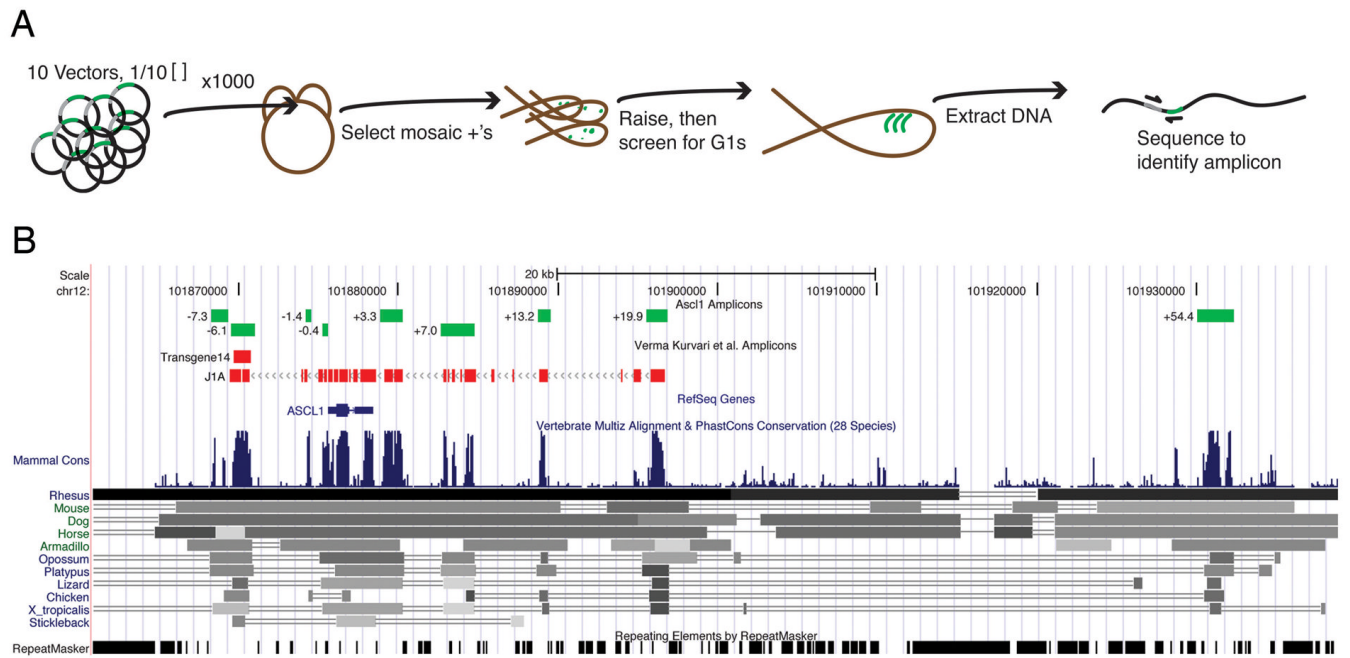 A
10 Vectors, 1/10 [ ]
x1000
Select mosaic +'s
Raise, then
screen for G1s
Extract DNA
Sequence to
identify amplicon
B
Scale
20 kb
chr12:
101870000
101880000
101890000
101900000
101910000
101920000
101930000
Ascl1 Amplicons
-7.3
-1.4
+3.3
+13.2
+19.9
+54.4
-6.1
-0.4
+7.0
Verma Kurvari et al. Amplicons
Transgene14
J1A
RefSeq Genes
ASCL1
Vertebrate Multiz Alignment & PhastCons Conservation (28 Species)
Mammal Cons
Rhesus
Mouse
Dog
Horse
Armadillo
Opossum
Platypus
Lizard
Chicken
X_tropicalis
Stickleback
Repeating Elements by RepeatMasker
RepeatMasker